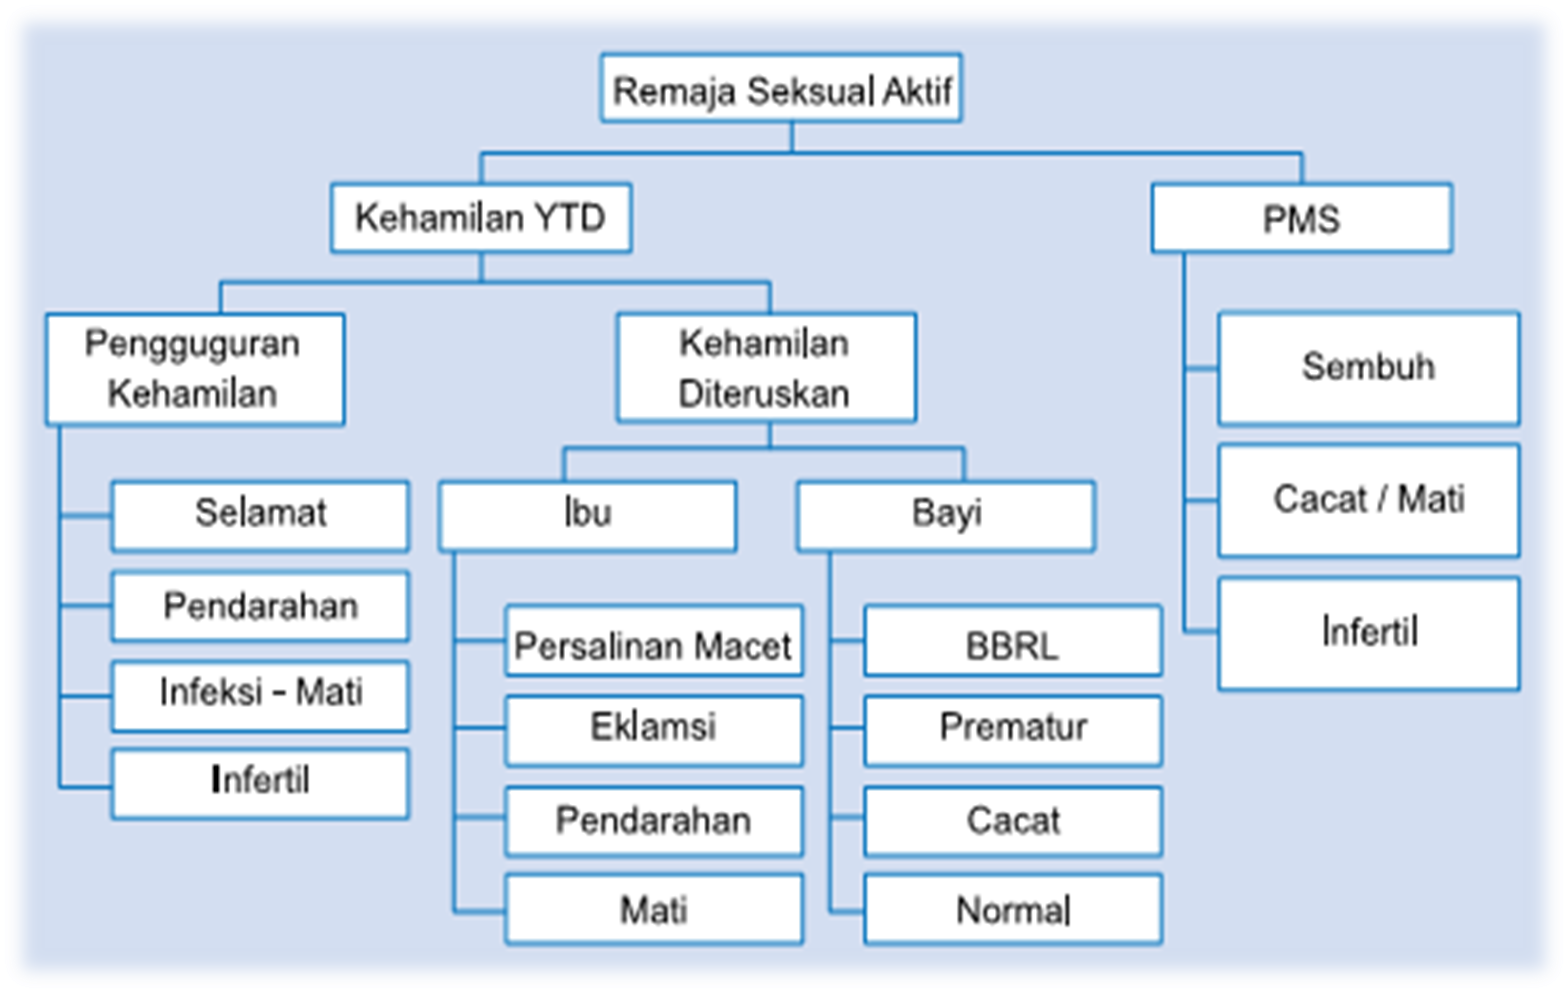 Remaja Seksual Aktif
Kehamilan YTD
PMS
Pengguguran
Kehamilan
Kehamilan
Diteruskan
Sembuh
Cacat / Mati
Infertil
Selamat
Pendarahan
Infeksi - Mati
Infertil
Ibu
Bayi
Persalinan Macet
Eklamsi
Pendarahan
Mati
BBRL
Prematur
Cacat
Normal